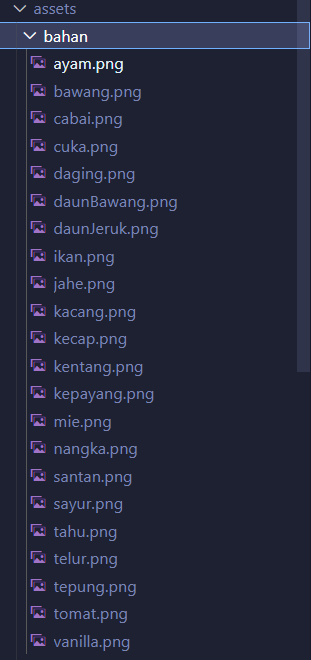 assets
bahan
ayam.png
bawang.png
cabai.png
cuka.png
daging.png
daunBawang.png
daunJeruk.png
ikan.png
jahe.png
kacang.png
kecap.png
kentang.png
kepayang.png
mie.png
nangka.png
santan.png
sayur.png
tahu.png
telur.png
tepung.png
tomat.png
vanilla.png